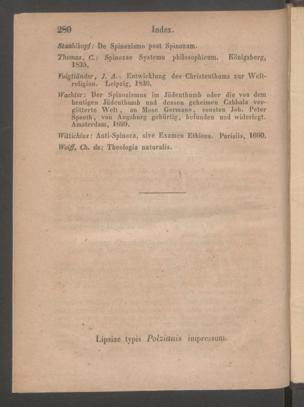 280 Index.
Staahlkopf: De Spinozismo post Spinozam.
Thomas, C.: Spinozae Systema philosophicum. Königsberg,
1835.
Voigtländer, J. A.: Entwicklung des Christenthums zur Welt-
religion. Leipzig, 1836.
Wachter: Der Spinozismus im Jüdenthumb oder die von dem
heutigen Jüdenthumb und dessen geheimen Cabbala ver-
götterte Welt, an Mose Germano, sonsten Joh. Peter
Speeth, von Augsburg gebürtig, befunden und widerlegt.
Amsterdam, 1699.
Wittichius: Anti-Spinoza, sive Examen Ethices. Parisiis, 1690.
Wolff, Ch. de: Theologia naturalis.
Lipsiae typis Polzianis impressum.